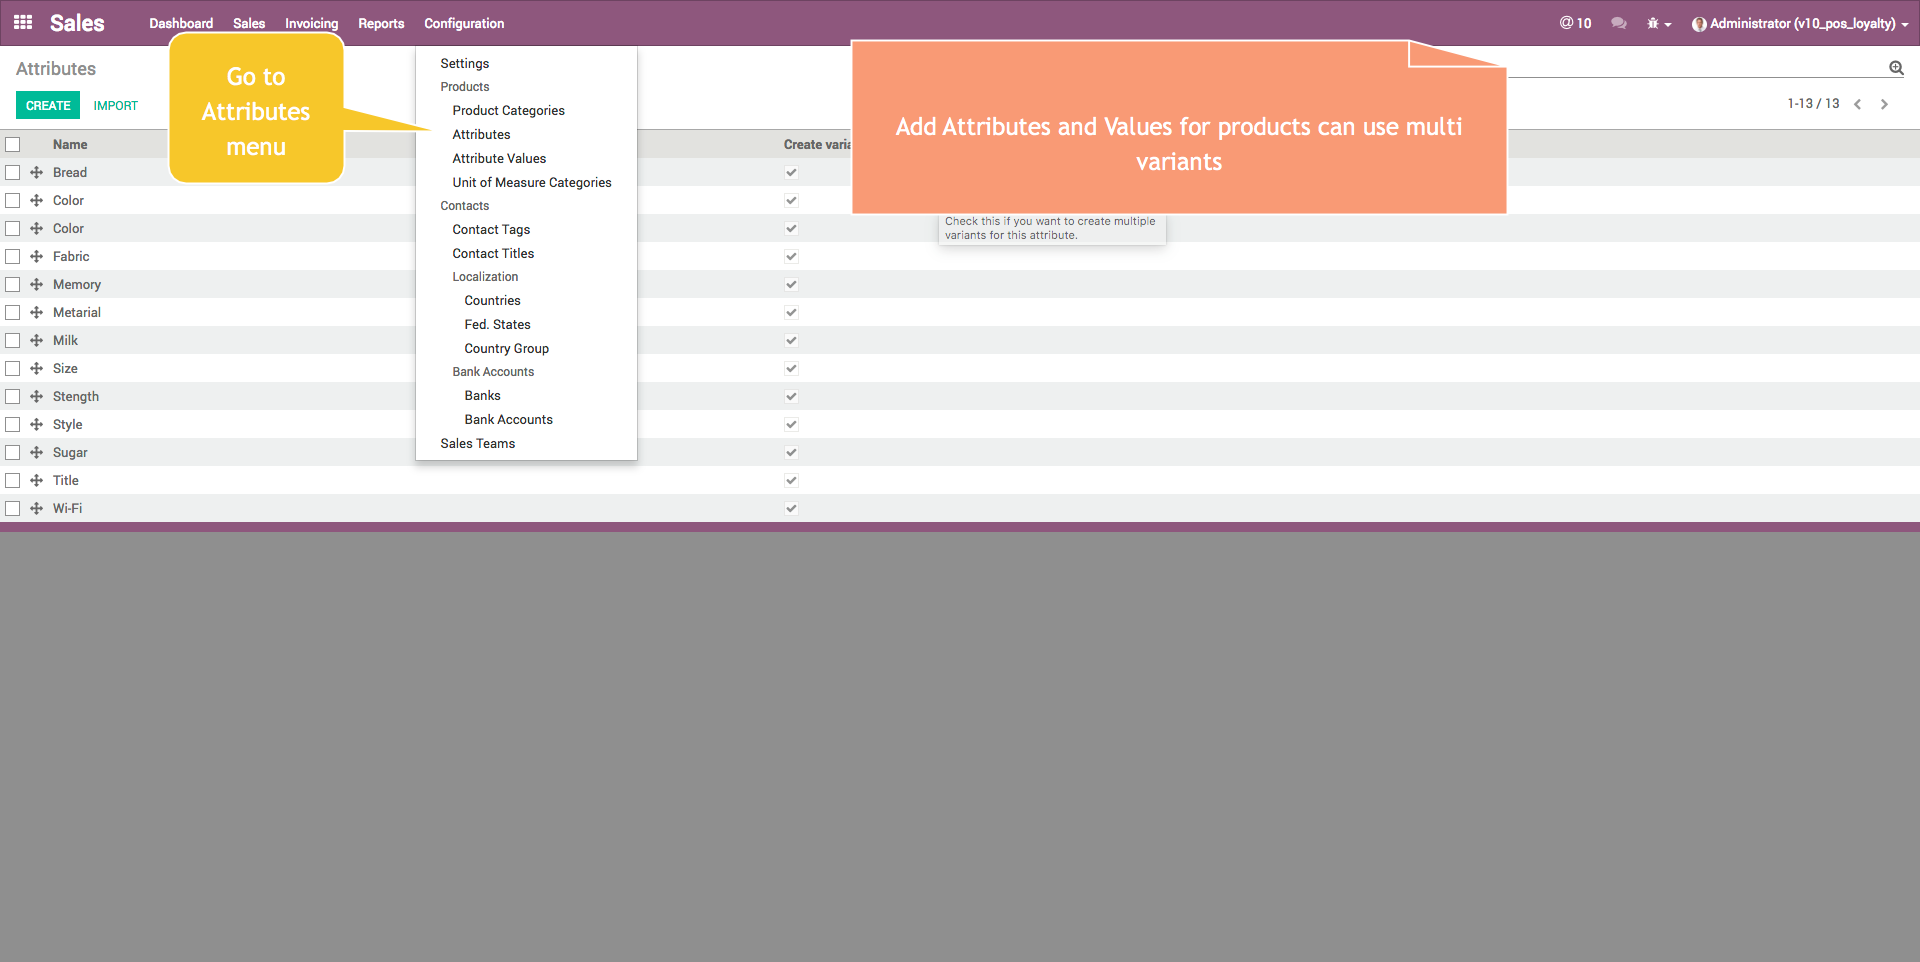 Sales
Dashboard Sales Invoicing Reports Configuration
@ 10
Administrator (v10_pos_loyalty)
Attributes
CREATE IMPORT
1-13 / 13
Go to
Attributes
menu
Add Attributes and Values for products can use multi
variants
Check this if you want to create multiple
variants for this attribute.
Settings
Products
Product Categories
Attributes
Attribute Values
Unit of Measure Categories
Contacts
Contact Tags
Contact Titles
Localization
Countries
Fed. States
Country Group
Bank Accounts
Banks
Bank Accounts
Sales Teams
Name
Create varia
Bread
Color
Color
Fabric
Memory
Metarial
Milk
Size
Stength
Style
Sugar
Title
Wi-Fi